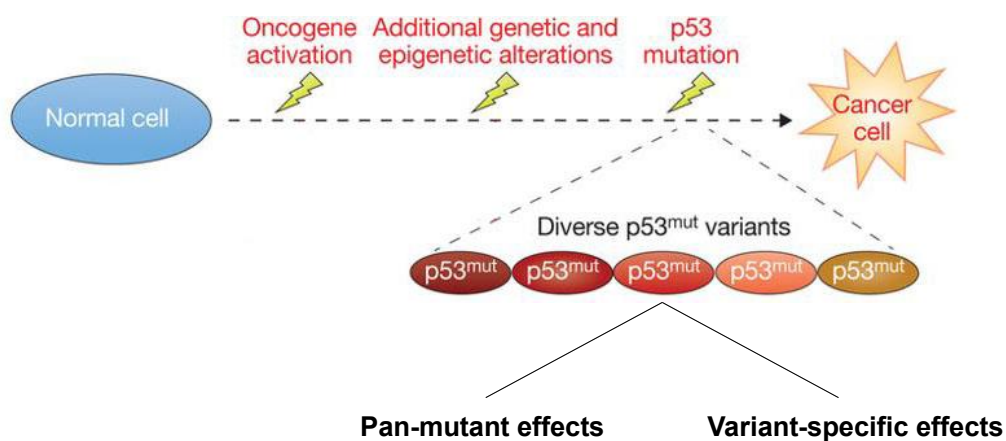 Oncogene
activation
Additional genetic and
epigenetic alterations
p53
mutation
Normal cell
Cancer
cell
Diverse p53ᵐᵘᵗ variants
p53ᵐᵘᵗ p53ᵐᵘᵗ p53ᵐᵘᵗ p53ᵐᵘᵗ p53ᵐᵘᵗ
Pan-mutant effects
Variant-specific effects